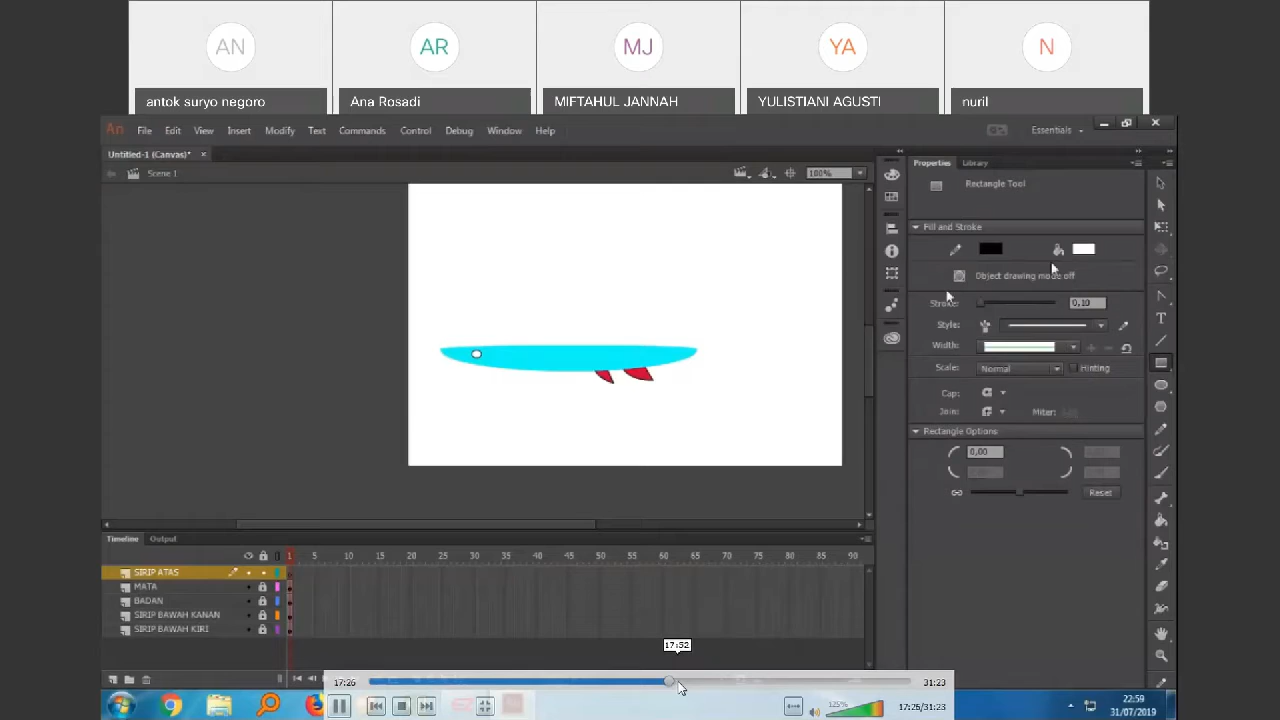 AN
AR
MJ
YA
N
antok suryo negoro
Ana Rosadi
MIFTAHUL JANNAH
YULISTIANI AGUSTI
nuril
An File Edit View Insert Modify Text Commands Control Debug Window Help
Essentials
Untitled-1 (Canvas)* ×
Scene 1
100%
Properties Library
Rectangle Tool
Fill and Stroke
Object drawing mode off
Stroke: 0,10
Style:
Width:
Scale: Normal Hinting
Cap:
Join: Miter:
Rectangle Options
0,00
Reset
Timeline Output
1 5 10 15 20 25 30 35 40 45 50 55 60 65 70 75 80 85 90
SIRIP ATAS
MATA
BADAN
SIRIP BAWAH KANAN
SIRIP BAWAH KIRI
17:52
17:26
31:23
125%
17:26/31:23
22:59
31/07/2019